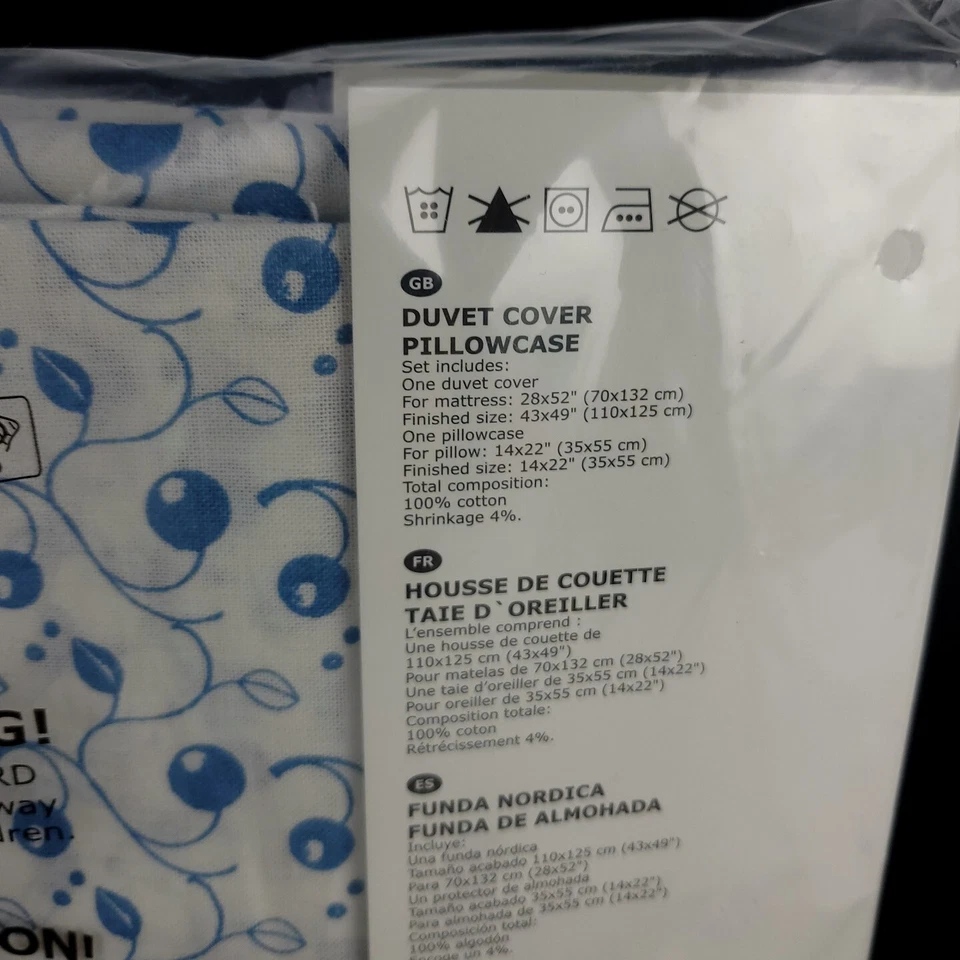 GB
DUVET COVER
PILLOWCASE
Set includes:
One duvet cover
For mattress: 28x52" (70x132 cm)
Finished size: 43x49" (110x125 cm)
One pillowcase
For pillow: 14x22" (35x55 cm)
Finished size: 14x22" (35x55 cm)
Total composition:
100% cotton
Shrinkage 4%.
FR
HOUSSE DE COUETTE
TAIE D`OREILLER
L'ensemble comprend :
Une housse de couette de
110x125 cm (43x49")
Pour matelas de 70x132 cm (28x52")
Une taie d'oreiller de 35x55 cm (14x22")
Pour oreiller de 35x55 cm (14x22")
Composition totale:
100% coton
Rétrécissement 4%.
ES
FUNDA NORDICA
FUNDA DE ALMOHADA
Incluye:
Una funda nórdica
Tamaño acabado 110x125 cm (43x49")
Para 70x132 cm (28x52")
Un protector de almohada
Tamaño acabado 35x55 cm (14x22")
Para almohada de 35x55 cm (14x22")
Composición total:
100% algodón
Encoge un 4%.
G!
RD
way
dren.
ON!